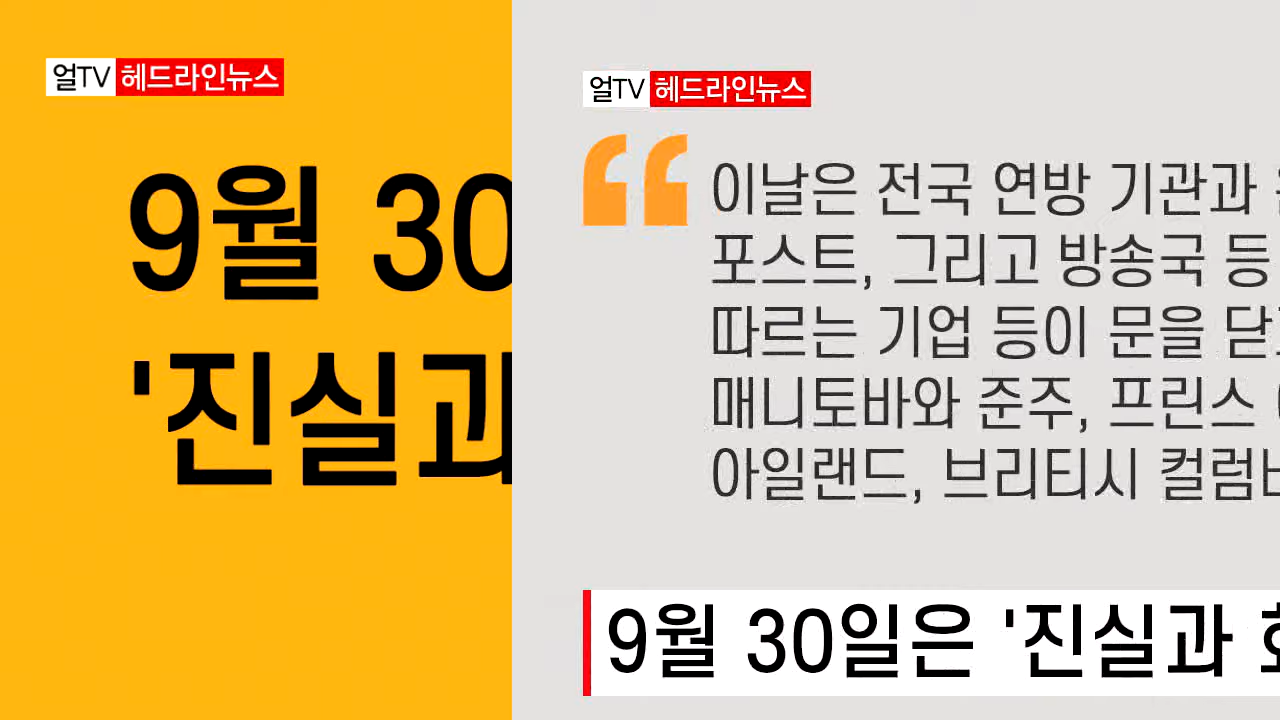 얼TV 헤드라인뉴스
9월 30
'진실과
얼TV 헤드라인뉴스
이날은 전국 연방 기관과
포스트, 그리고 방송국 등
따르는 기업 등이 문을 닫
매니토바와 준주, 프린스
아일랜드, 브리티시 컬럼비
9월 30일은 '진실과